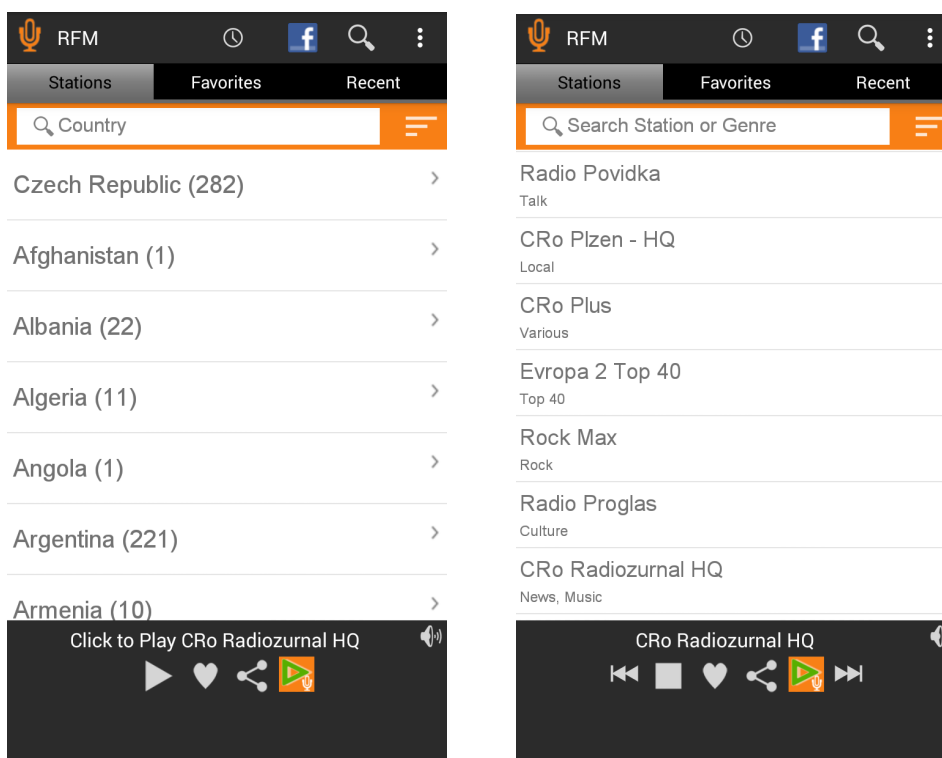 RFM
Stations Favorites Recent
Country
Czech Republic (282)
Afghanistan (1)
Albania (22)
Algeria (11)
Angola (1)
Argentina (221)
Armenia (10)
Click to Play CRo Radiozurnal HQ
RFM
Stations Favorites Recent
Search Station or Genre
Radio Povidka
Talk
CRo Plzen - HQ
Local
CRo Plus
Various
Evropa 2 Top 40
Top 40
Rock Max
Rock
Radio Proglas
Culture
CRo Radiozurnal HQ
News, Music
CRo Radiozurnal HQ